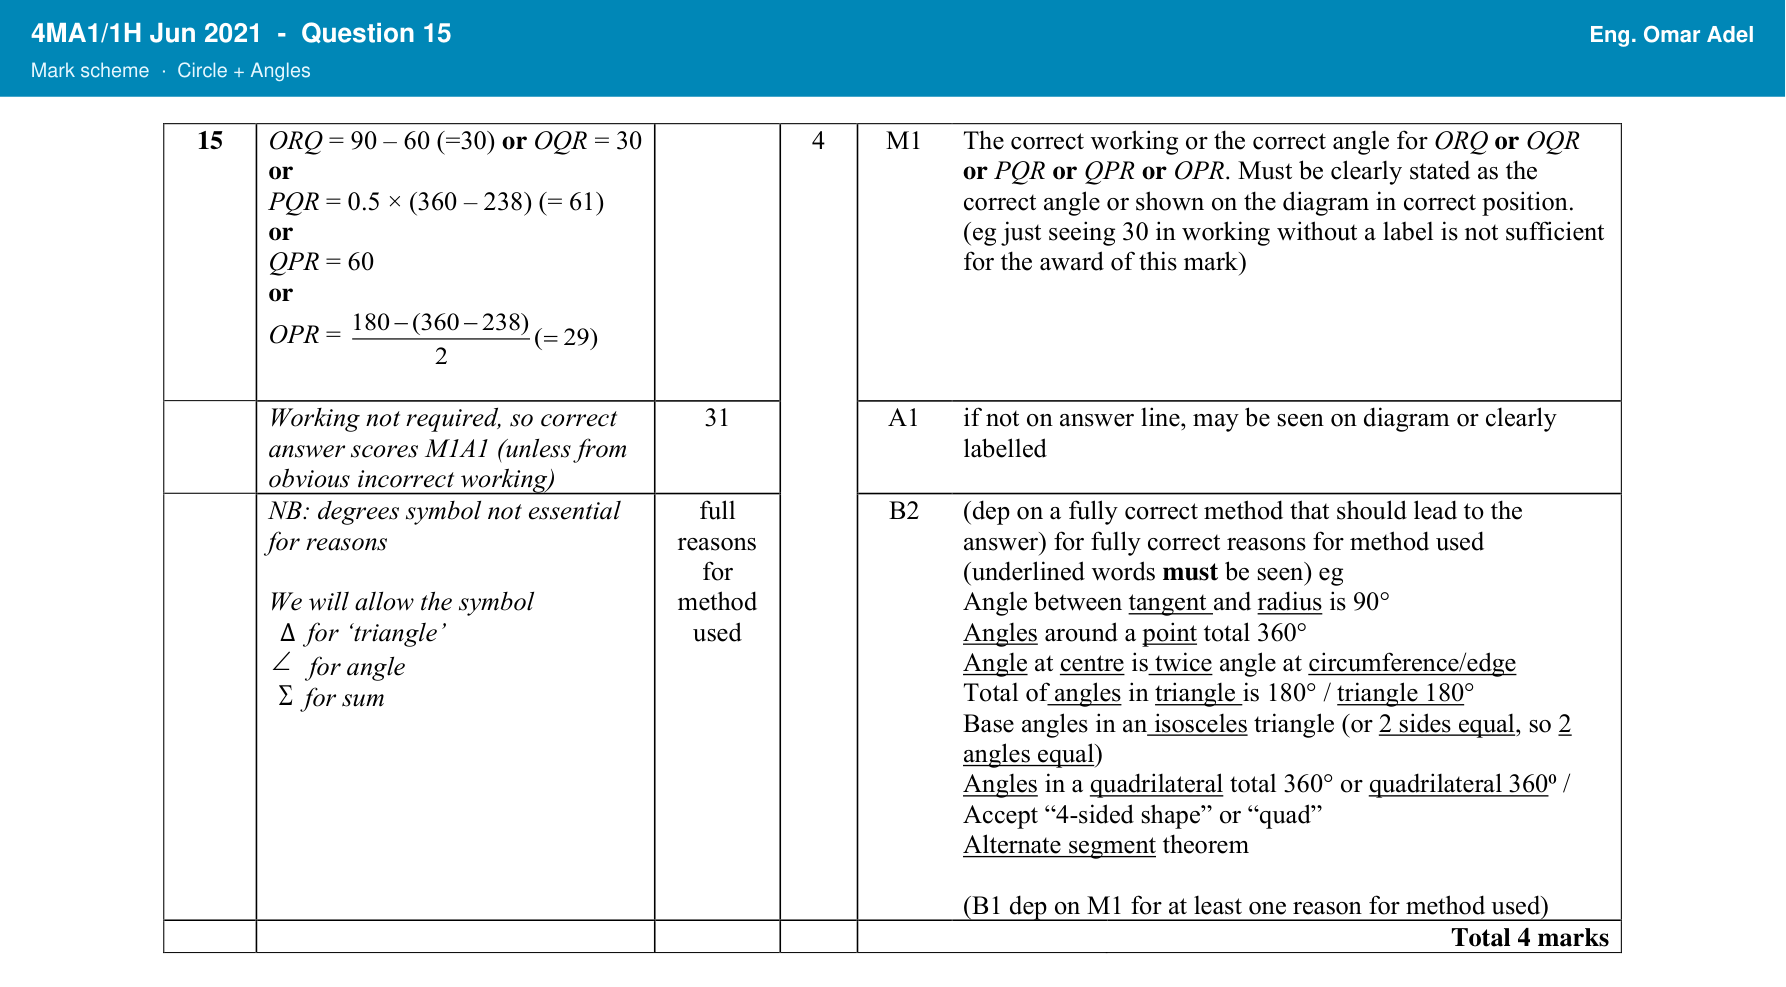 4MA1/1H Jun 2021 - Question 15
Eng. Omar Adel
Mark scheme · Circle + Angles
15
ORQ = 90 – 60 (=30) or OQR = 30
or
PQR = 0.5 × (360 – 238) (= 61)
or
QPR = 60
or
OPR = (180 – (360 – 238))/2 (= 29)
4
M1
The correct working or the correct angle for ORQ or OQR
or PQR or QPR or OPR. Must be clearly stated as the
correct angle or shown on the diagram in correct position.
(eg just seeing 30 in working without a label is not sufficient
for the award of this mark)
Working not required, so correct
answer scores M1A1 (unless from
obvious incorrect working)
31
A1
if not on answer line, may be seen on diagram or clearly
labelled
NB: degrees symbol not essential
for reasons
We will allow the symbol
Δ for ‘triangle’
∠ for angle
Σ for sum
full
reasons
for
method
used
B2
(dep on a fully correct method that should lead to the
answer) for fully correct reasons for method used
(underlined words must be seen) eg
Angle between tangent and radius is 90°
Angles around a point total 360°
Angle at centre is twice angle at circumference/edge
Total of angles in triangle is 180° / triangle 180°
Base angles in an isosceles triangle (or 2 sides equal, so 2
angles equal)
Angles in a quadrilateral total 360° or quadrilateral 360⁰ /
Accept “4-sided shape” or “quad”
Alternate segment theorem
(B1 dep on M1 for at least one reason for method used)
Total 4 marks